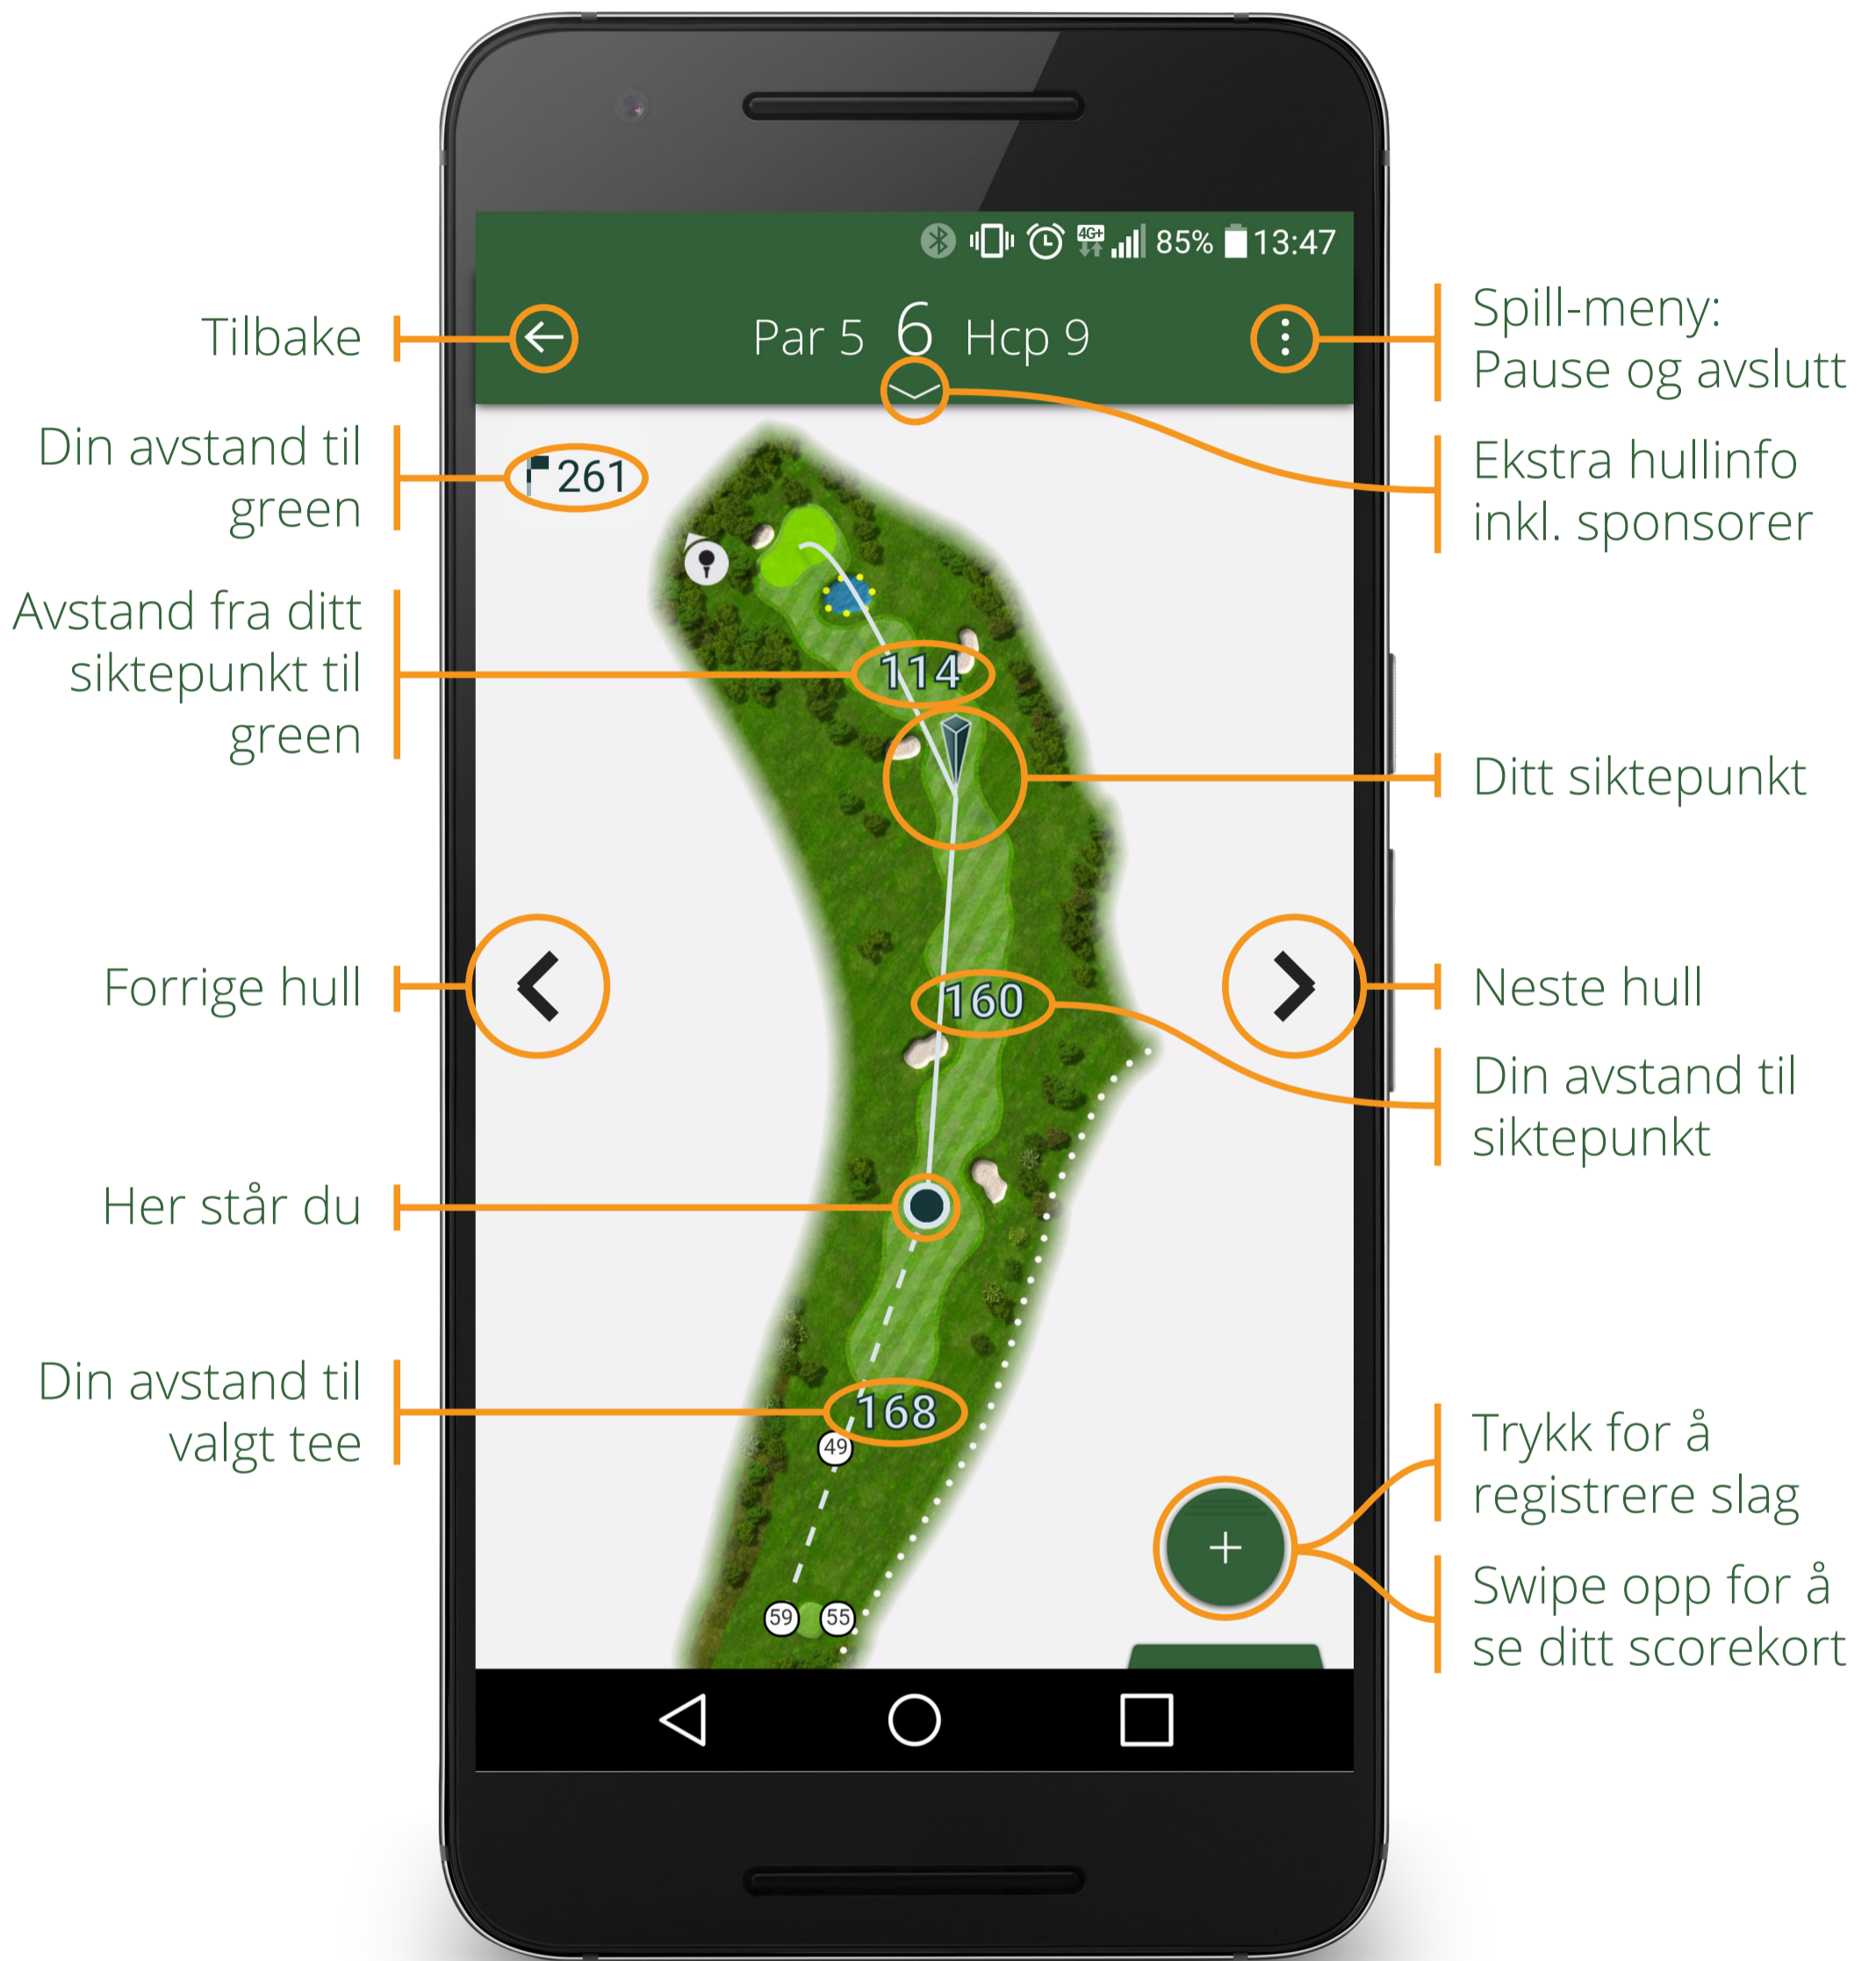 85% 13:47
Par 5 6 Hcp 9
Tilbake
Din avstand til
green
Avstand fra ditt
siktepunkt til
green
Forrige hull
Her står du
Din avstand til
valgt tee
4G+
261
114
160
168
49
59 55
+
Spill-meny:
Pause og avslutt
Ekstra hullinfo
inkl. sponsorer
Ditt siktepunkt
Neste hull
Din avstand til
siktepunkt
Trykk for å
registrere slag
Swipe opp for å
se ditt scorekort